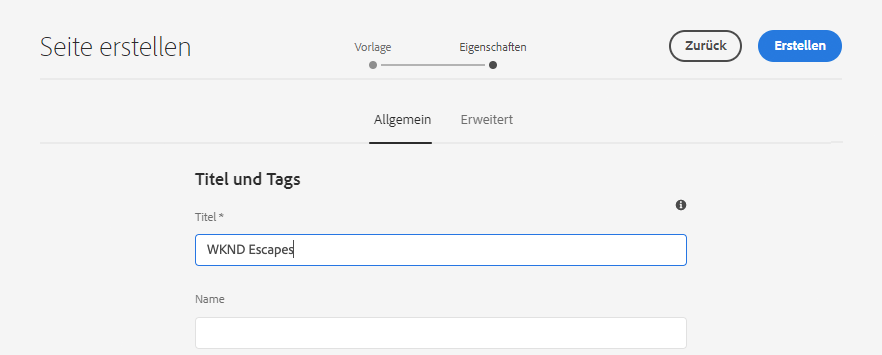 Seite erstellen
Vorlage
Eigenschaften
Zurück
Erstellen
Allgemein
Erweitert
Titel und Tags
Titel *
WKND Escapes
Name